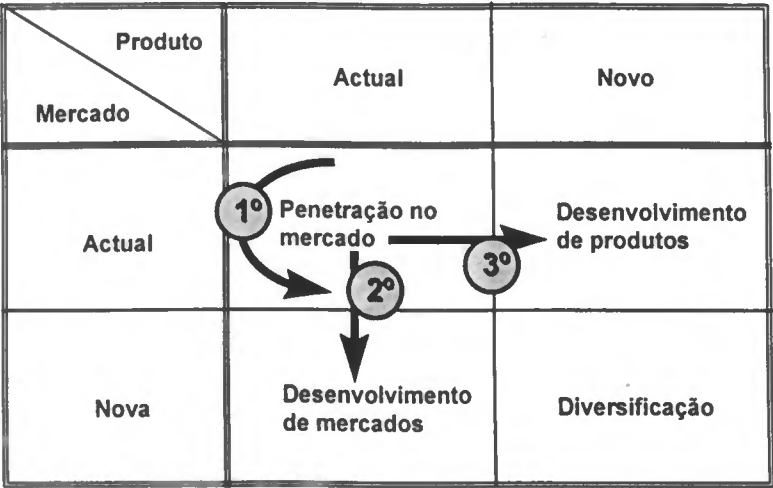 Produto
Mercado
Actual
Novo
Actual
1º
Penetração no
mercado
2º
3º
Desenvolvimento
de produtos
Nova
Desenvolvimento
de mercados
Diversificação